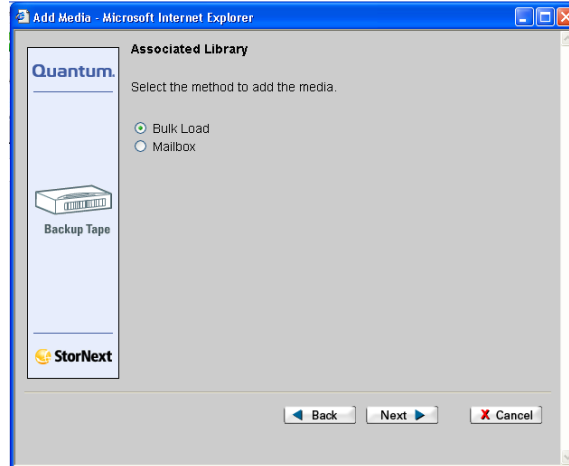 Add Media - Microsoft Internet Explorer
Associated Library
Quantum.
Select the method to add the media.
Bulk Load
Mailbox
Backup Tape
StorNext
Back Next X Cancel